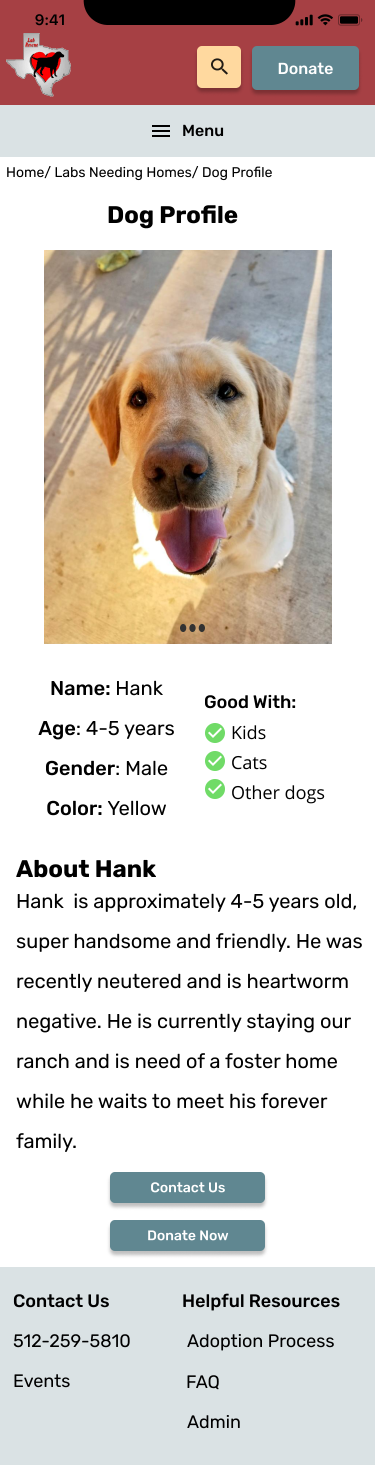 9:41
Lab
Rescue
Donate
Menu
Home/ Labs Needing Homes/ Dog Profile
Dog Profile
Name: Hank
Age: 4-5 years
Gender: Male
Color: Yellow
Good With:
Kids
Cats
Other dogs
About Hank
Hank is approximately 4-5 years old,
super handsome and friendly. He was
recently neutered and is heartworm
negative. He is currently staying our
ranch and is need of a foster home
while he waits to meet his forever
family.
Contact Us
Donate Now
Contact Us
512-259-5810
Events
Helpful Resources
Adoption Process
FAQ
Admin